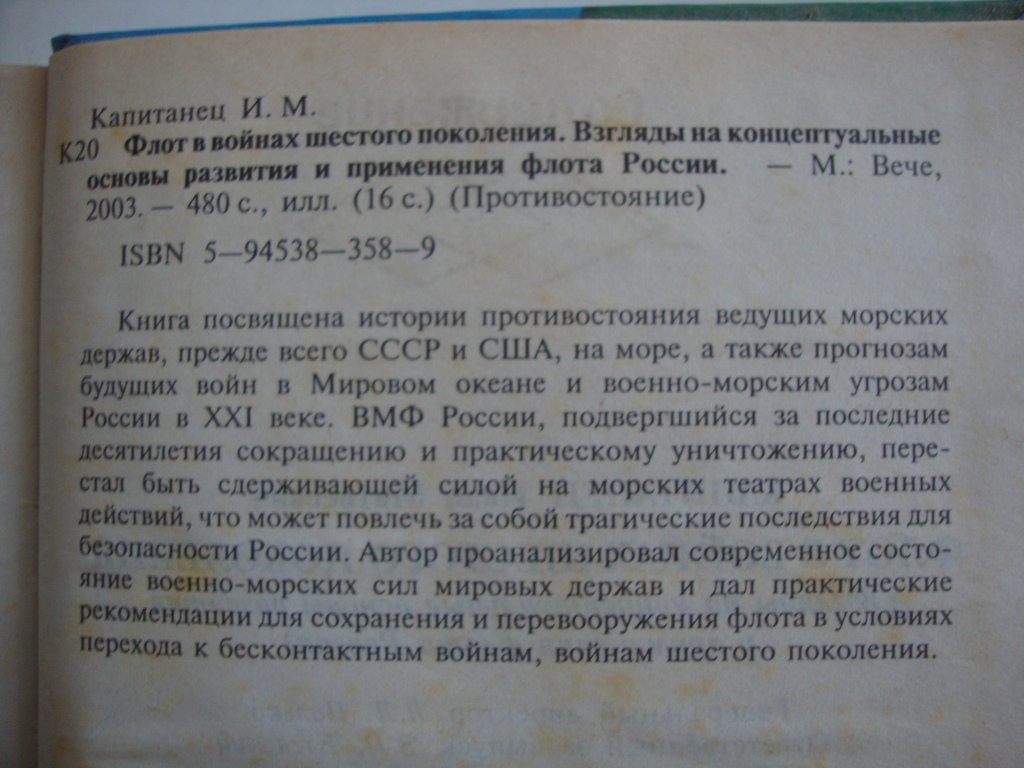 Капитанец И. М.
К20 Флот в войнах шестого поколения. Взгляды на концептуальные
основы развития и применения флота России. — М.: Вече,
2003. — 480 с., илл. (16 с.) (Противостояние)
ISBN 5—94538—358—9
Книга посвящена истории противостояния ведущих морских
держав, прежде всего СССР и США, на море, а также прогнозам
будущих войн в Мировом океане и военно-морским угрозам
России в XXI веке. ВМФ России, подвергшийся за последние
десятилетия сокращению и практическому уничтожению, пере-
стал быть сдерживающей силой на морских театрах военных
действий, что может повлечь за собой трагические последствия для
безопасности России. Автор проанализировал современное состо-
яние военно-морских сил мировых держав и дал практические
рекомендации для сохранения и перевооружения флота в условиях
перехода к бесконтактным войнам, войнам шестого поколения.